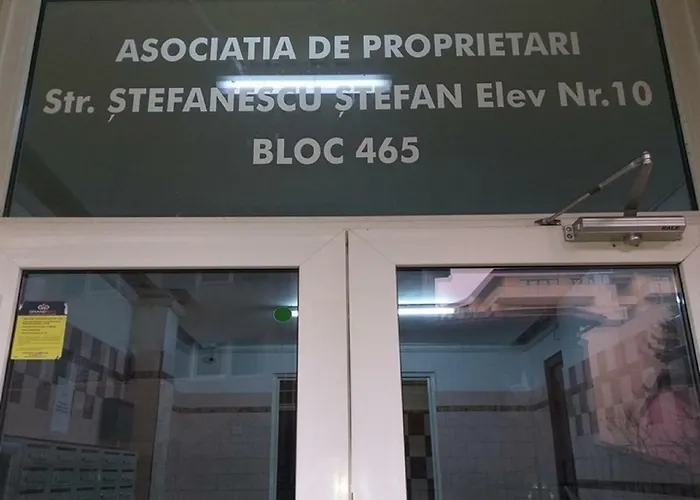 ASOCIATIA DE PROPRIETARI
Str. ȘTEFANESCU ȘTEFAN Elev Nr.10
BLOC 465